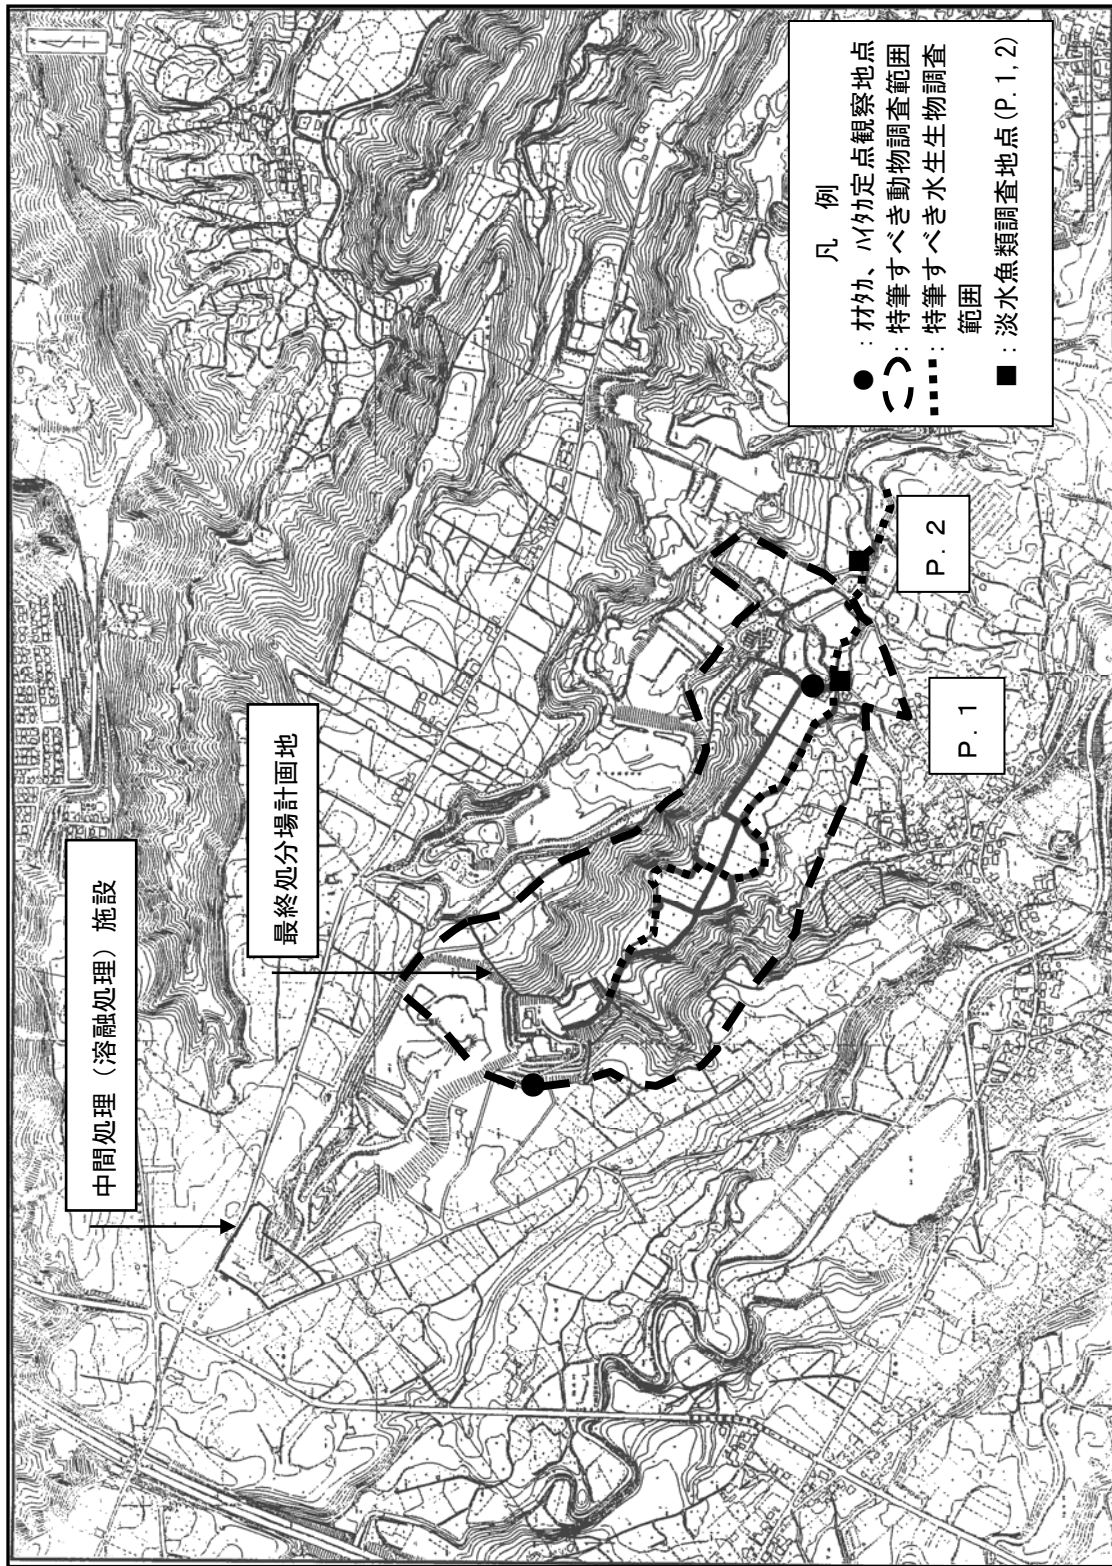 中間処理(溶融処理)施設
最終処分場計画地
凡 例
: オオタカ、ハイタカ定点観察地点
: 特筆すべき動物調査範囲
: 特筆すべき水生生物調査
範囲
: 淡水魚類調査地点(P.1,2)
P.1
P.2